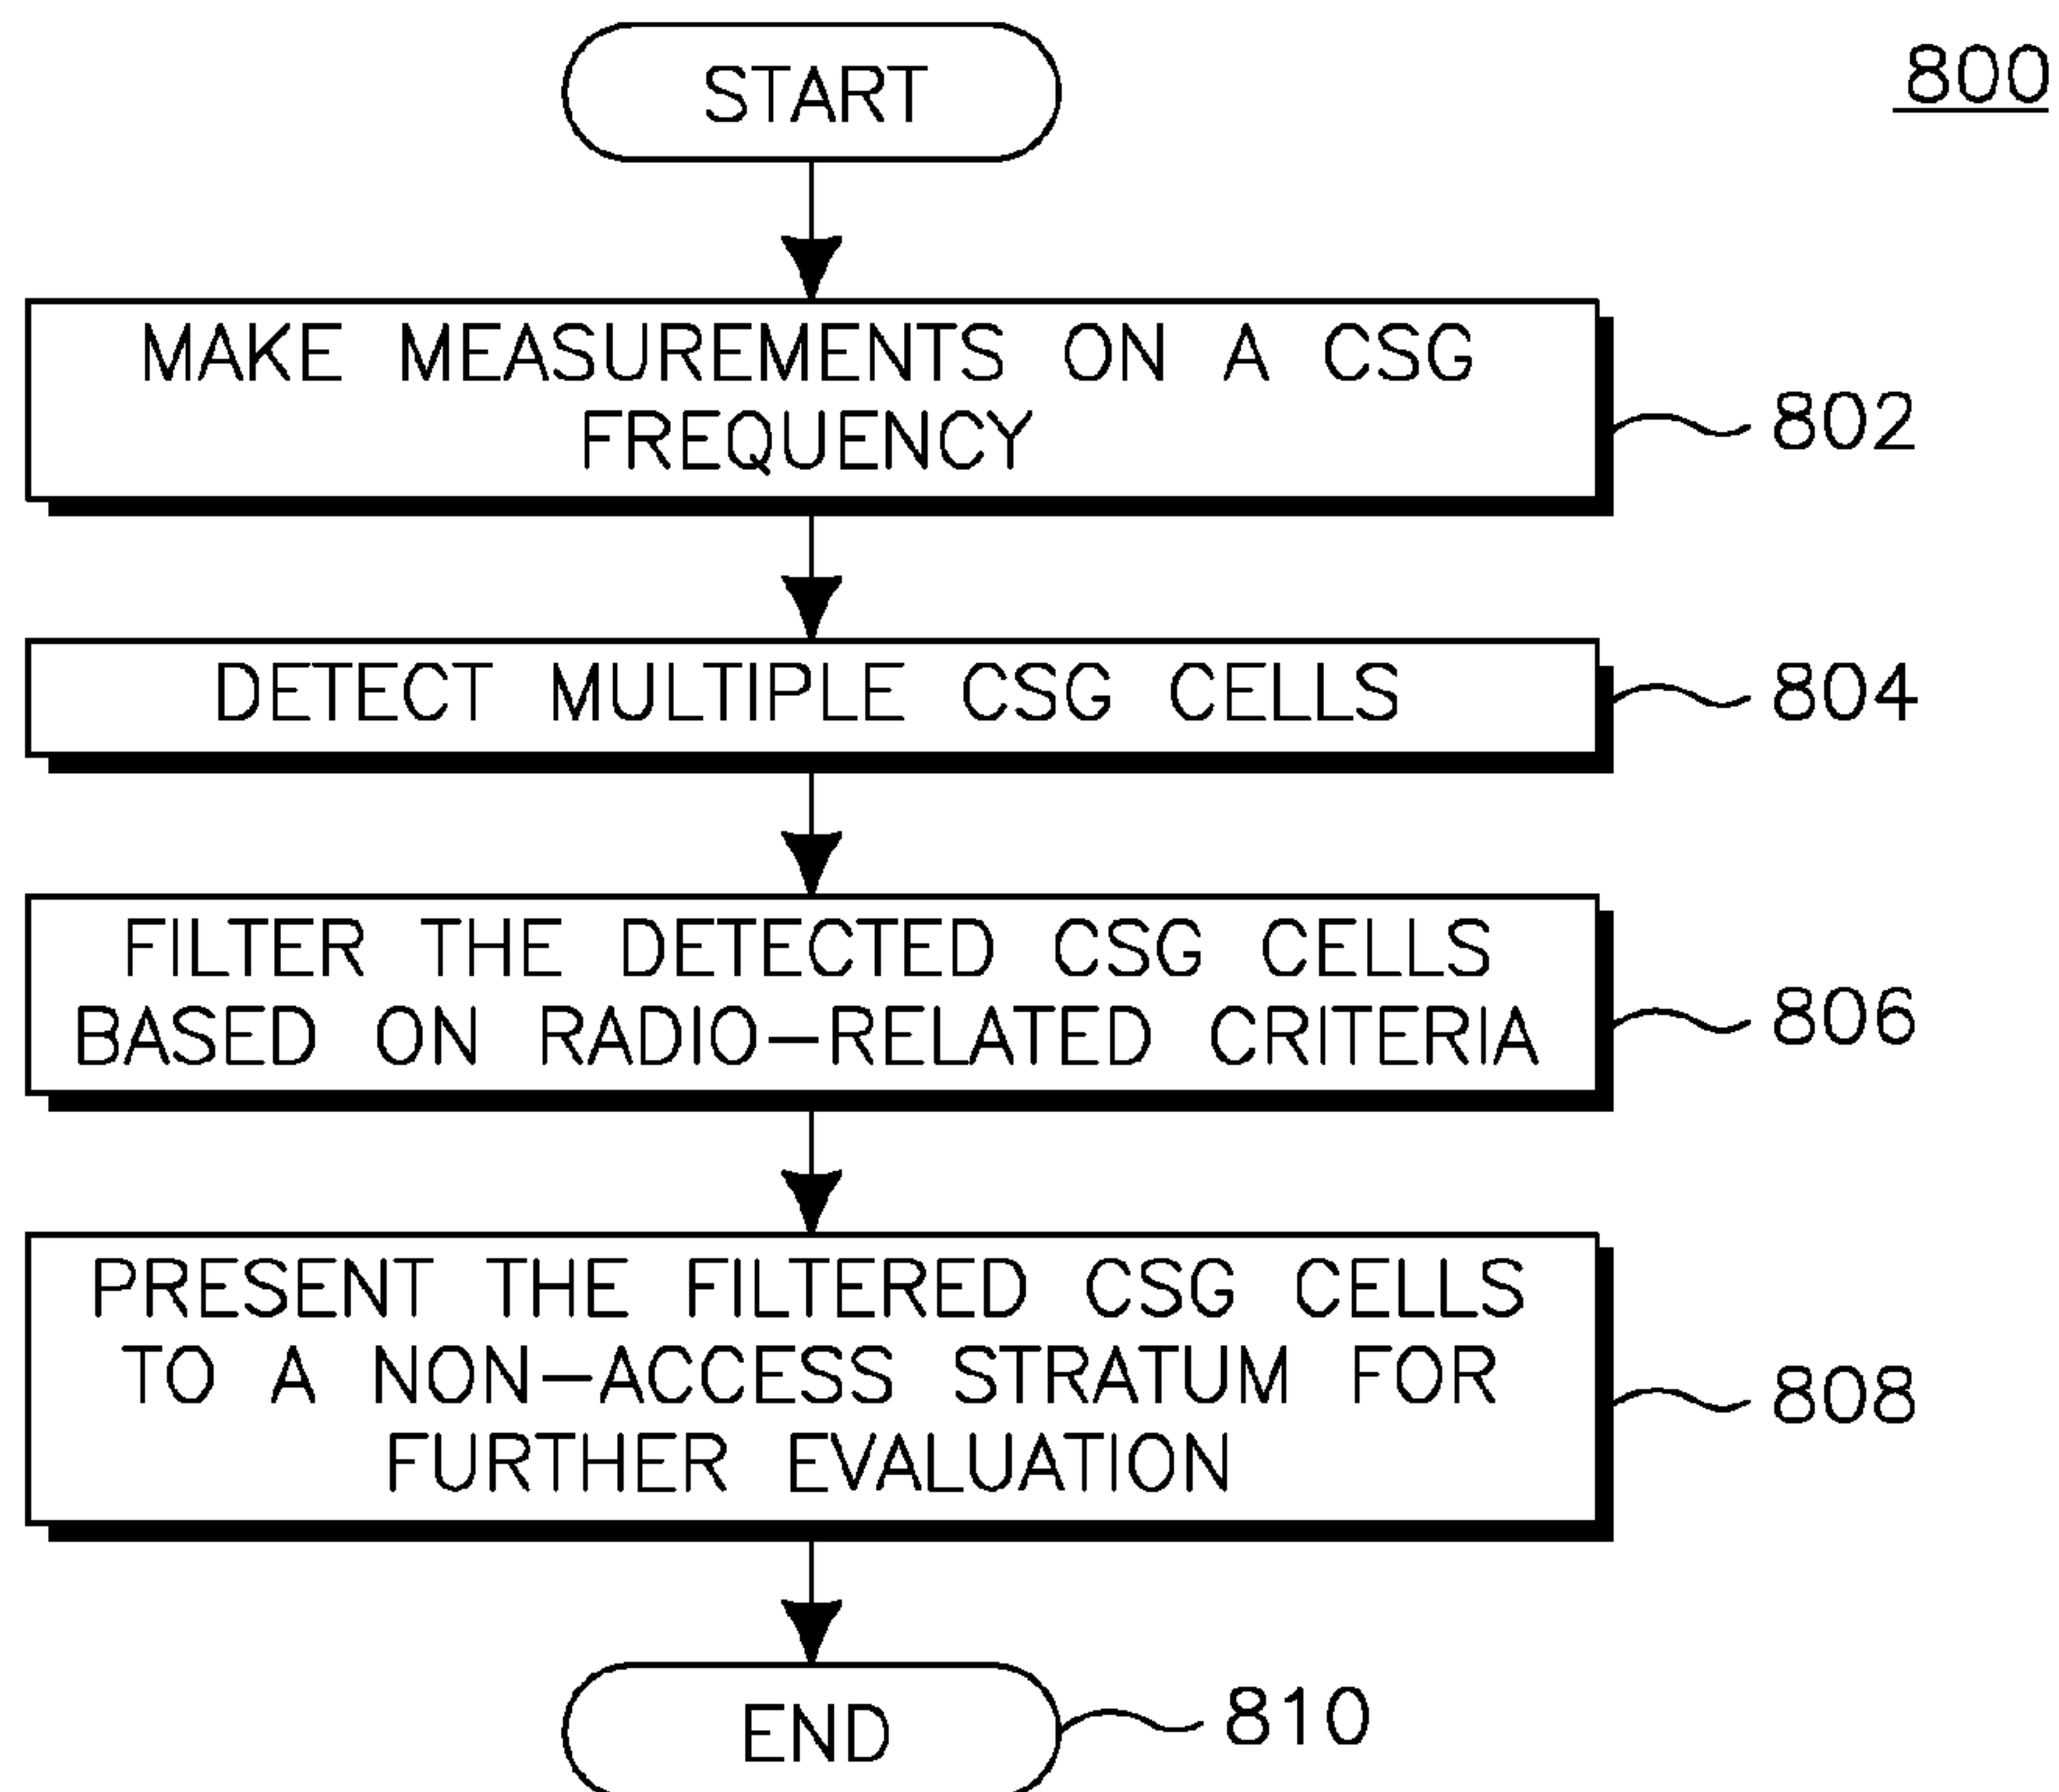 START
800
MAKE MEASUREMENTS ON A CSG
FREQUENCY
802
DETECT MULTIPLE CSG CELLS
804
FILTER THE DETECTED CSG CELLS
BASED ON RADIO–RELATED CRITERIA
806
PRESENT THE FILTERED CSG CELLS
TO A NON–ACCESS STRATUM FOR
FURTHER EVALUATION
808
END
810